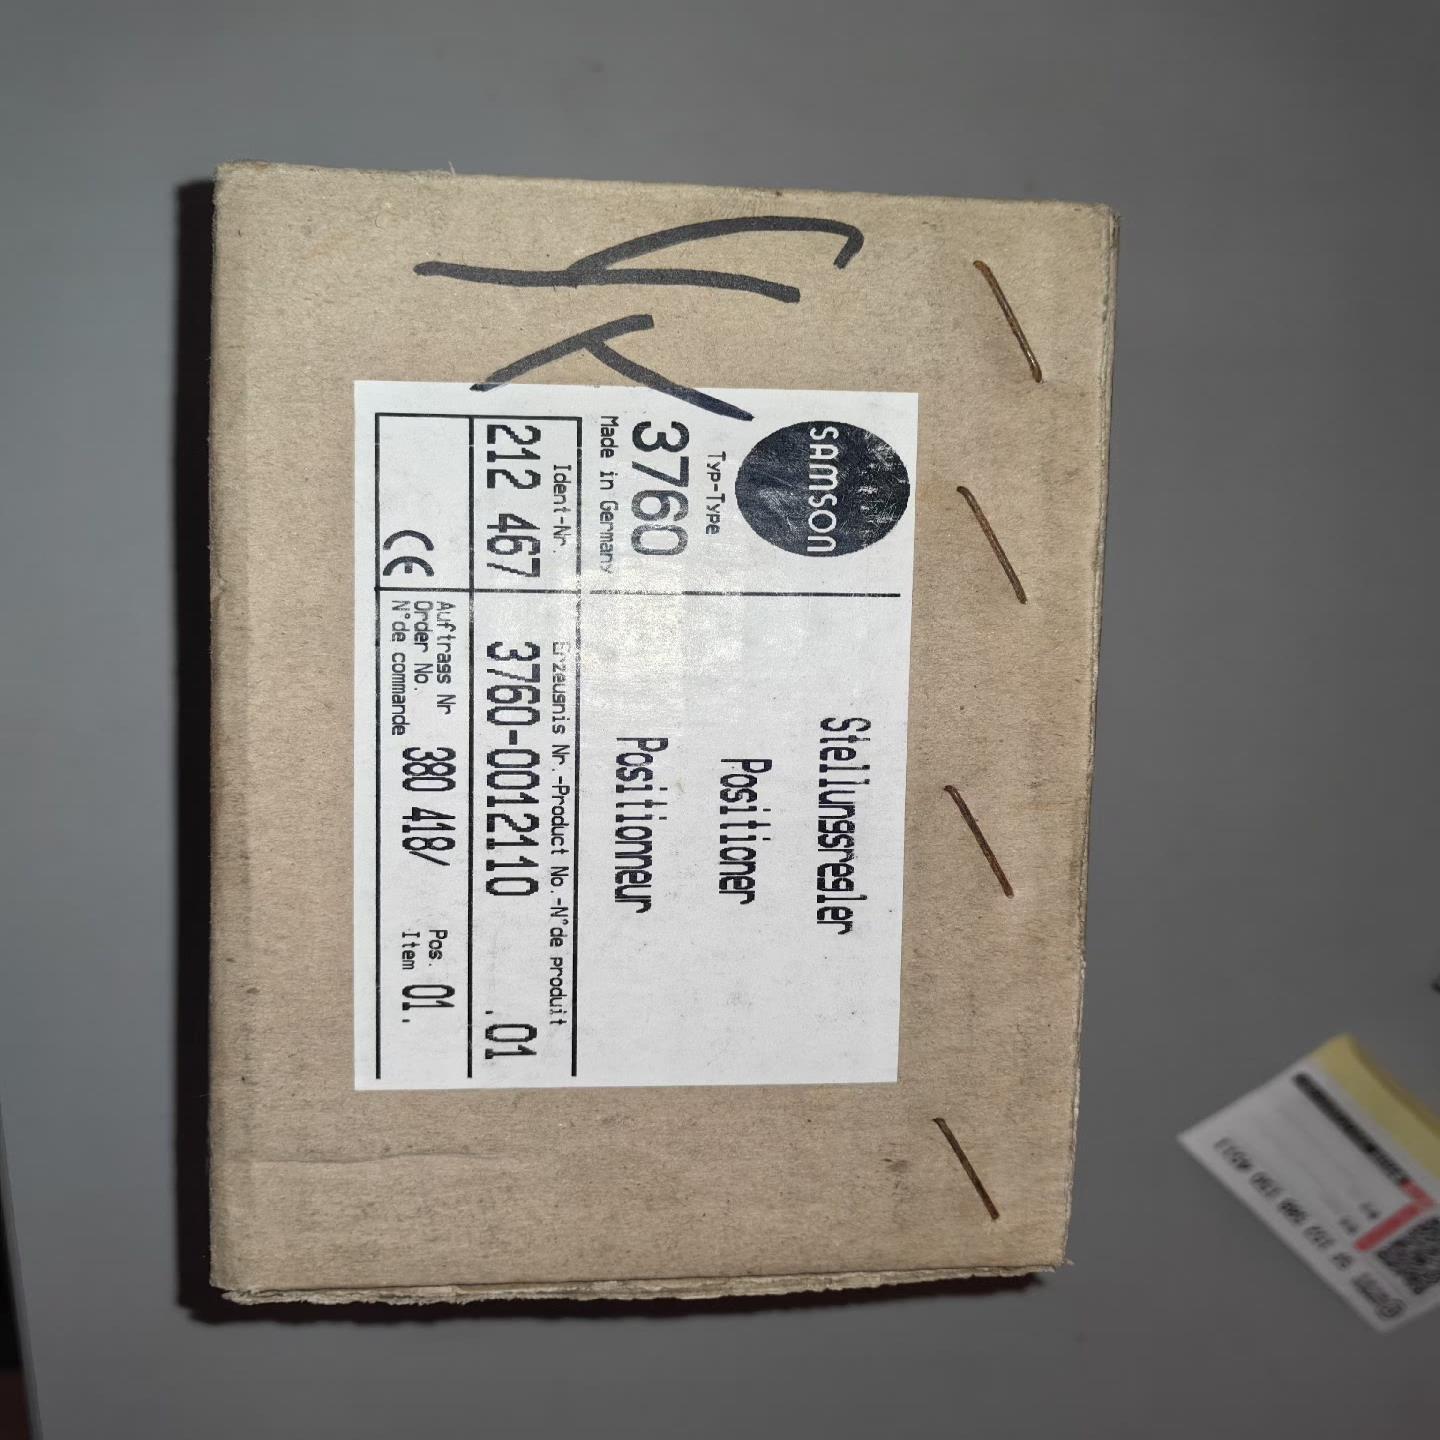 SAMSON
Typ-Type
3760
Made in Germany
Stellungsregler
Positioner
Positionneur
Ident-Nr.
212 467
Erzeugnis Nr.-Product No.-N°de produit
3760-0012110 .01
CE
Auftrags Nr
Order No.
N°de commande
380 418/
Pos.
Item
01.